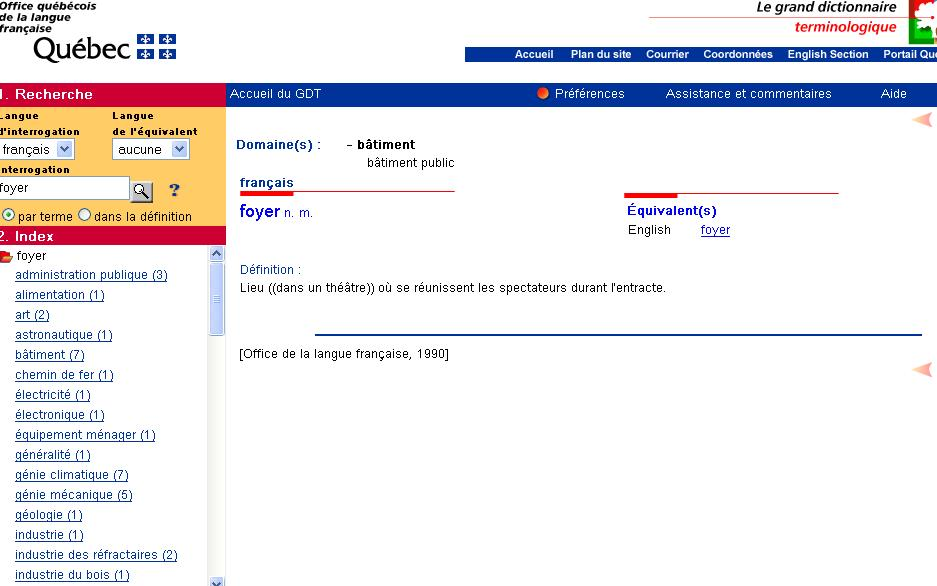 Office québécois
de la langue
française
Québec
Le grand dictionnaire
terminologique
Accueil Plan du site Courrier Coordonnées English Section Portail Qu
1. Recherche
Accueil du GDT Préférences Assistance et commentaires Aide
Langue
d'interrogation
Langue
de l'équivalent
français
aucune
Interrogation
foyer
?
par terme dans la définition
2. Index
foyer
administration publique (3)
alimentation (1)
art (2)
astronautique (1)
bâtiment (7)
chemin de fer (1)
électricité (1)
électronique (1)
équipement ménager (1)
généralité (1)
génie climatique (7)
génie mécanique (5)
géologie (1)
industrie (1)
industrie des réfractaires (2)
industrie du bois (1)
Domaine(s) : - bâtiment
bâtiment public
français
foyer n. m.
Équivalent(s)
English foyer
Définition :
Lieu ((dans un théâtre)) où se réunissent les spectateurs durant l'entracte.
[Office de la langue française, 1990]